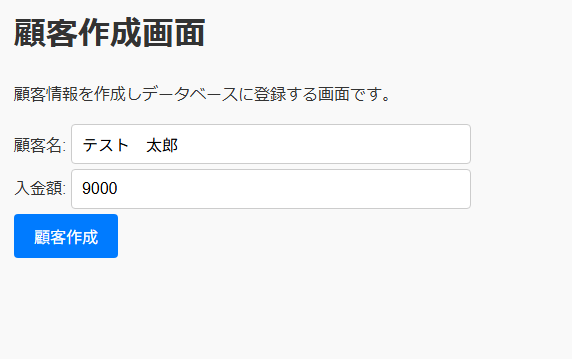 顧客作成画面
顧客情報を作成しデータベースに登録する画面です。
顧客名: テスト　太郎
入金額: 9000
顧客作成